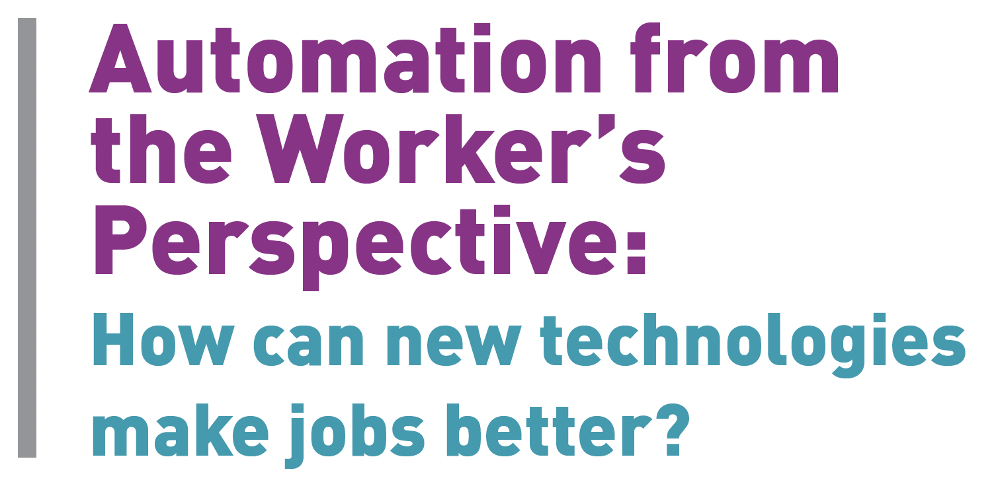 Automation from
the Worker’s
Perspective:
How can new technologies
make jobs better?